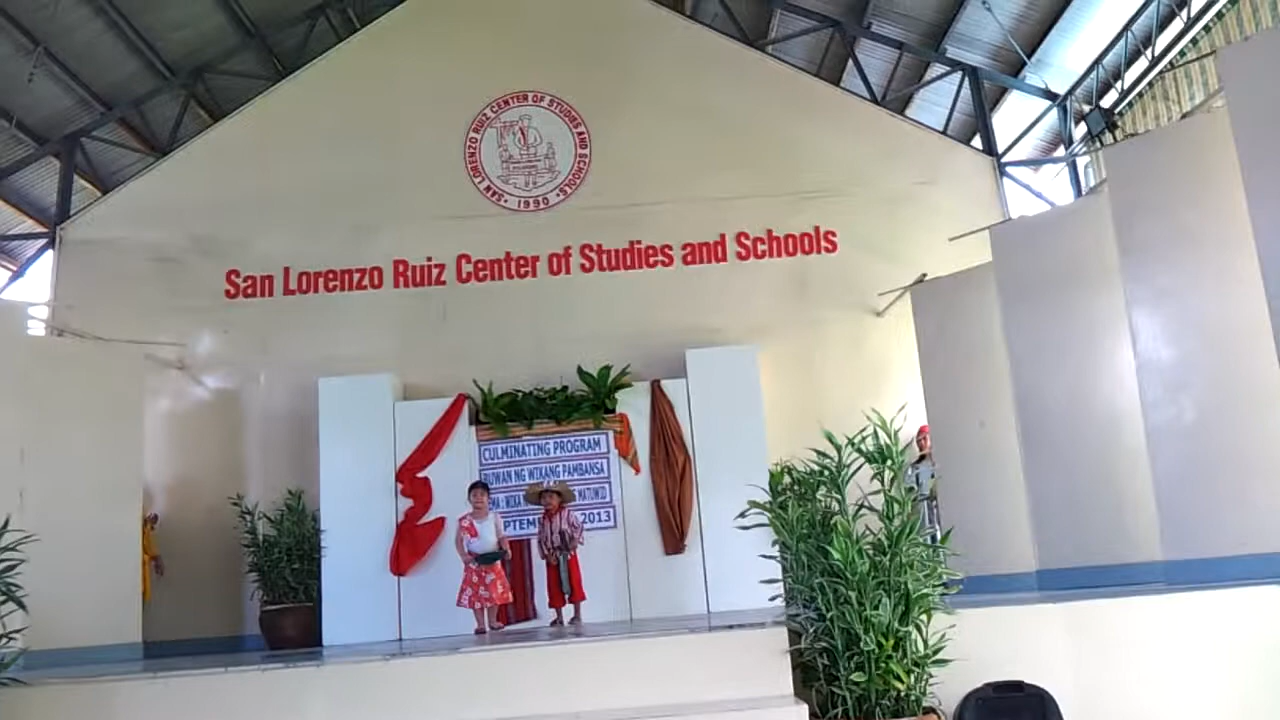 SAN LORENZO RUIZ CENTER OF STUDIES AND SCHOOLS
• 1990 •
San Lorenzo Ruiz Center of Studies and Schools
CULMINATING PROGRAM
BUWAN NG WIKANG PAMBANSA
MATUWID
2013